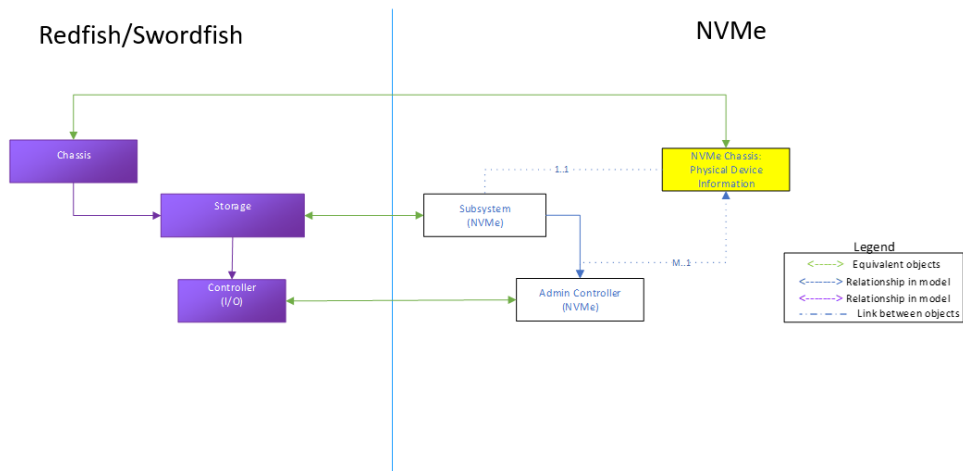 Redfish/Swordfish
NVMe
Chassis
NVMe Chassis:
Physical Device
Information
1..1
Storage
Subsystem
(NVMe)
M..1
Controller
(I/O)
Admin Controller
(NVMe)
Legend
Equivalent objects
Relationship in model
Relationship in model
Link between objects